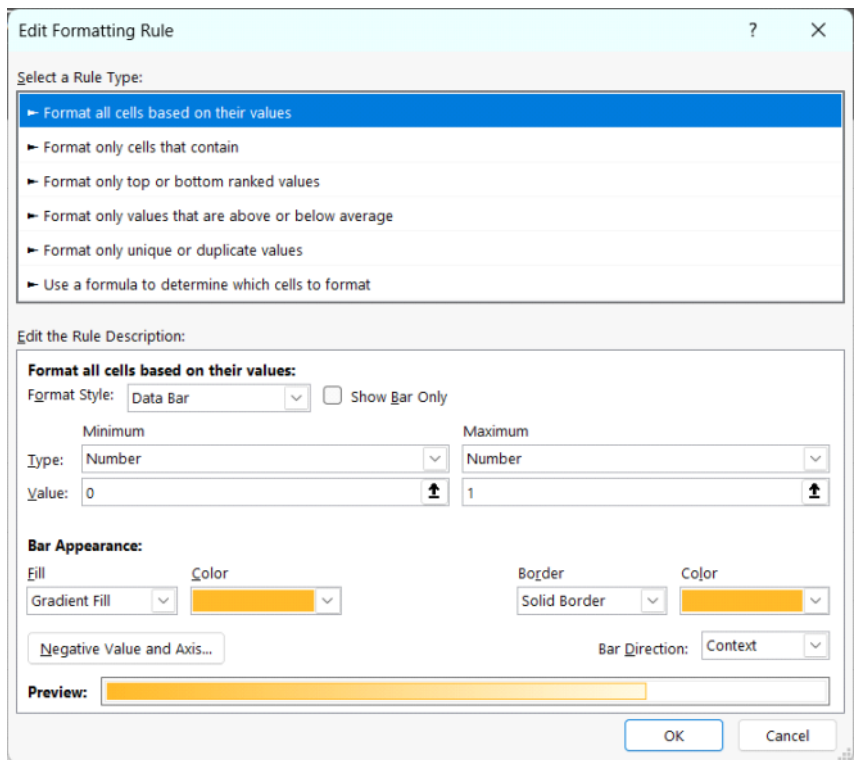 Edit Formatting Rule ?
Select a Rule Type:
► Format all cells based on their values
► Format only cells that contain
► Format only top or bottom ranked values
► Format only values that are above or below average
► Format only unique or duplicate values
► Use a formula to determine which cells to format
Edit the Rule Description:
Format all cells based on their values:
Format Style: Data Bar Show Bar Only
Minimum Maximum
Type: Number Number
Value: 0 1
Bar Appearance:
Fill Color Border Color
Gradient Fill Solid Border
Negative Value and Axis... Bar Direction: Context
Preview:
OK Cancel